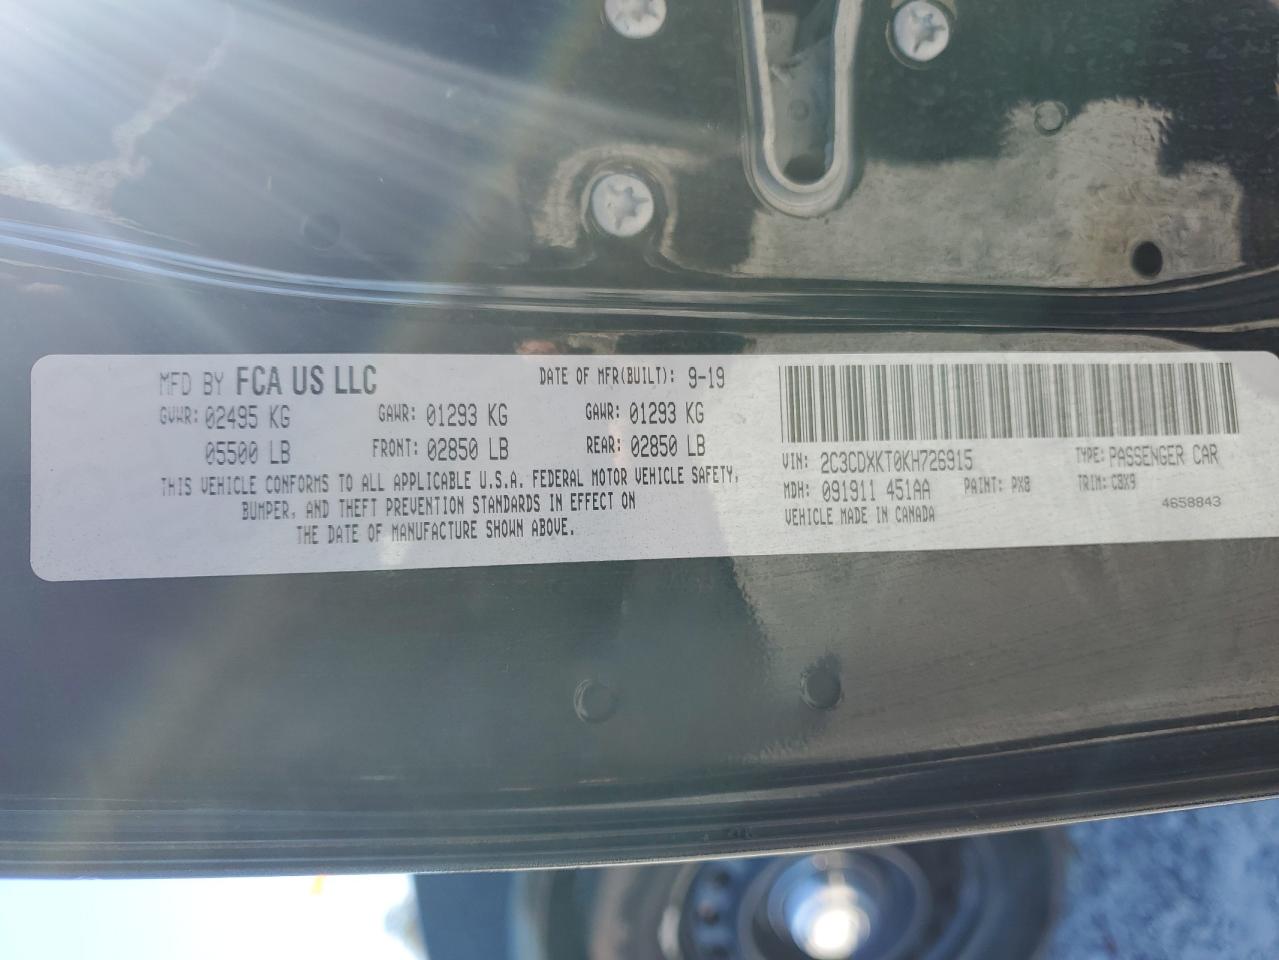 MFD BY FCA US LLC DATE OF MFR(BUILT): 9-19
GVWR: 02495 KG GAWR: 01293 KG GAWR: 01293 KG
05500 LB FRONT: 02850 LB REAR: 02850 LB
THIS VEHICLE CONFORMS TO ALL APPLICABLE U.S.A. FEDERAL MOTOR VEHICLE SAFETY,
BUMPER, AND THEFT PREVENTION STANDARDS IN EFFECT ON
THE DATE OF MANUFACTURE SHOWN ABOVE.
VIN: 2C3CDXKT0KH726915 TYPE: PASSENGER CAR
MDH: 091911 451AA PAINT: PX8 TRIM: C8X9
VEHICLE MADE IN CANADA 4658843